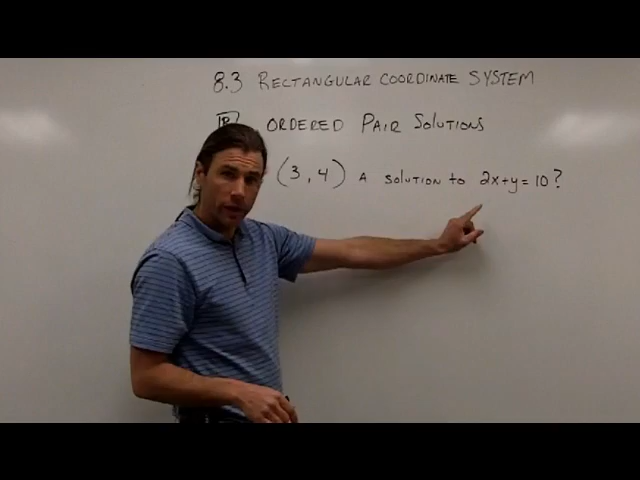 8.3 RECTANGULAR COORDINATE SYSTEM
ORDERED PAIR SOLUTIONS
(3,4) A SOLUTION TO 2x+y=10?